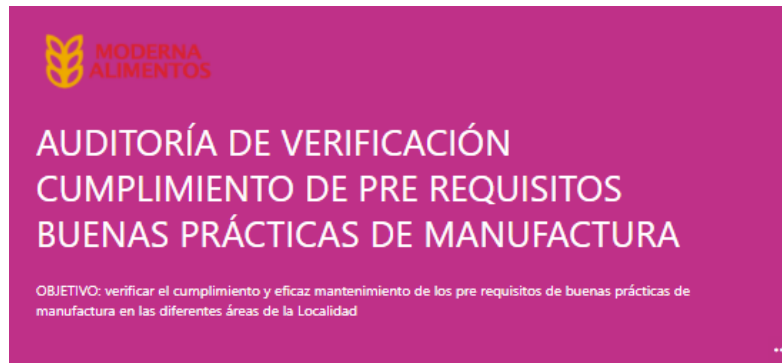 MODERNA
ALIMENTOS
AUDITORÍA DE VERIFICACIÓN
CUMPLIMIENTO DE PRE REQUISITOS
BUENAS PRÁCTICAS DE MANUFACTURA
OBJETIVO: verificar el cumplimiento y eficaz mantenimiento de los pre requisitos de buenas prácticas de
manufactura en las diferentes áreas de la Localidad